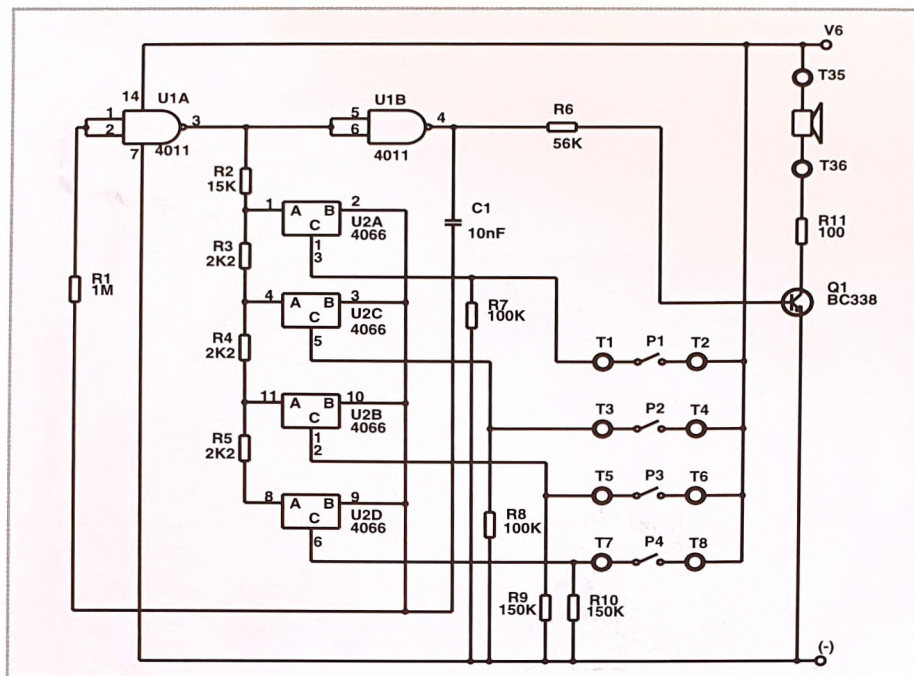 V6
T35
T36
R11
100
Q1
BC338
14
U1A
1
2
3
7
4011
U1B
5
6
4
4011
R6
56K
R2
15K
C1
10nF
1
A
B
2
C
U2A
4066
1
3
R3
2K2
4
A
B
3
C
U2C
4066
5
R1
1M
R4
2K2
R7
100K
11
A
B
10
C
U2B
4066
1
2
R5
2K2
8
A
B
9
C
U2D
4066
6
T1 P1 T2
T3 P2 T4
T5 P3 T6
T7 P4 T8
R8
100K
R9
150K
R10
150K
(-)